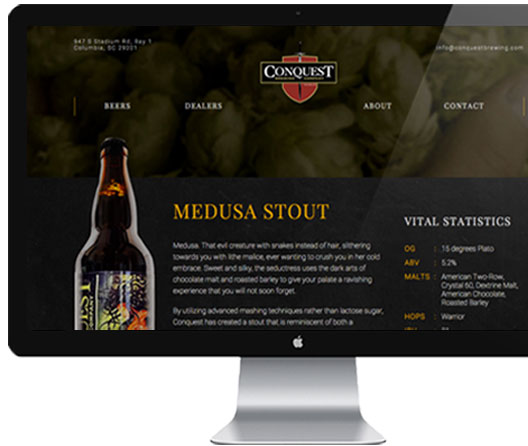 647 S Stadium Rd, Bay 1
Columbia, SC 29201
info@conquestbrewing.com
CONQUEST
BREWING COMPANY
BEERS
DEALERS
ABOUT
CONTACT
MEDUSA STOUT
Medusa. That evil creature with snakes instead of hair, slithering
towards you with lithe malice, ever wanting to crush you in her cold
embrace. Sweet and silky, the seductress uses the dark arts of
chocolate malt and roasted barley to give your palate a ravishing
experience that you will not soon forget.
By utilizing advanced mashing techniques rather than lactose sugar,
Conquest has created a stout that is reminiscent of both a
VITAL STATISTICS
OG : 15 degrees Plato
ABV : 5.2%
MALTS : American Two-Row,
Crystal 60, Dextrine Malt,
American Chocolate,
Roasted Barley
HOPS : Warrior